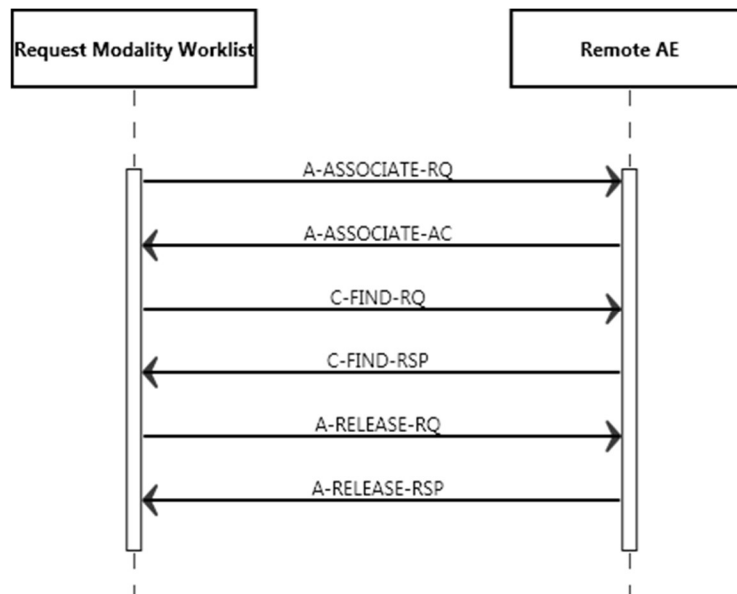 Request Modality Worklist
Remote AE
A-ASSOCIATE-RQ
A-ASSOCIATE-AC
C-FIND-RQ
C-FIND-RSP
A-RELEASE-RQ
A-RELEASE-RSP